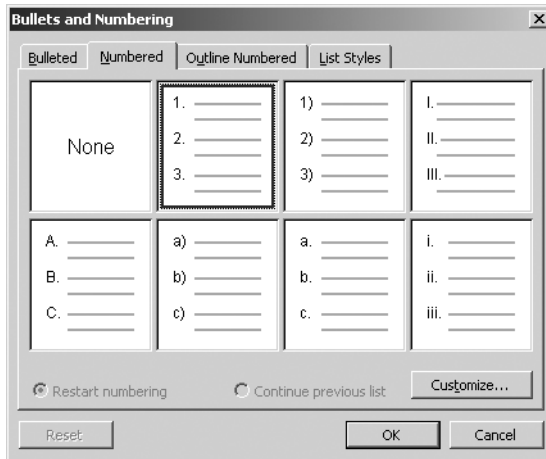 Bullets and Numbering
Bulleted Numbered Outline Numbered List Styles
None
1.
2.
3.
1)
2)
3)
I.
II.
III.
A.
B.
C.
a)
b)
c)
a.
b.
c.
i.
ii.
iii.
Restart numbering Continue previous list Customize...
Reset OK Cancel